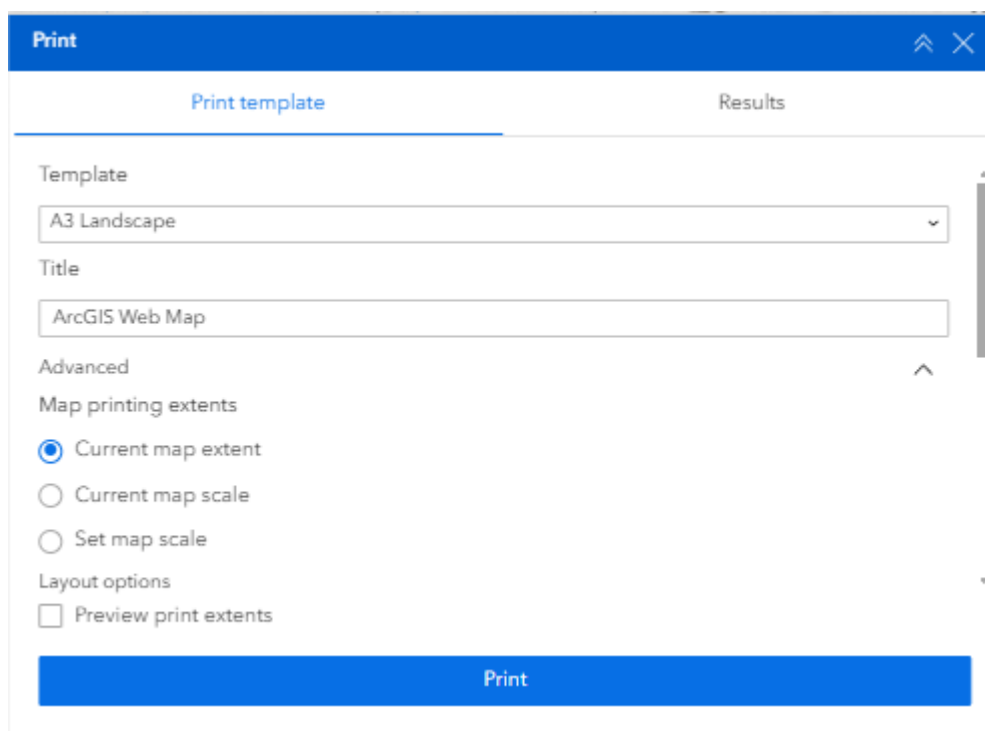 Print
Print template Results
Template
A3 Landscape
Title
ArcGIS Web Map
Advanced
Map printing extents
Current map extent
Current map scale
Set map scale
Layout options
Preview print extents
Print